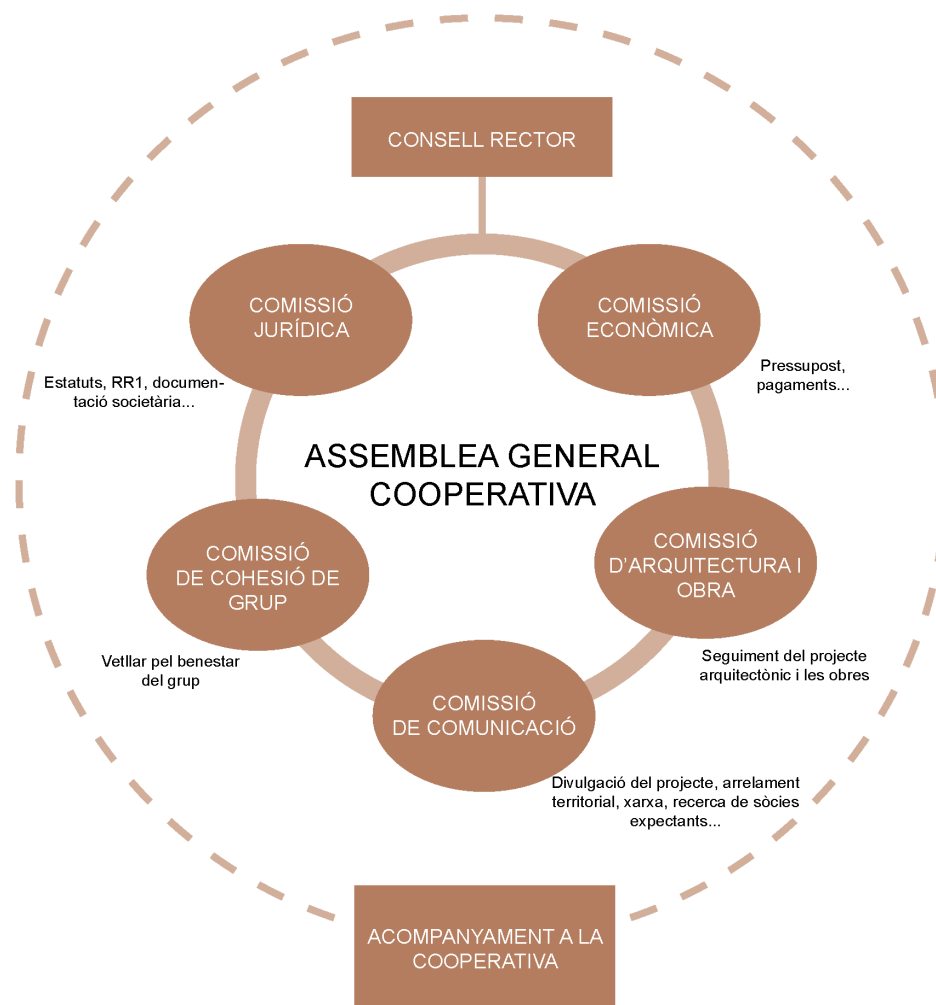 CONSELL RECTOR
COMISSIÓ
JURÍDICA
COMISSIÓ
ECONÒMICA
Estatuts, RR1, documen-
tació societària...
Pressupost,
pagaments...
ASSEMBLEA GENERAL
COOPERATIVA
COMISSIÓ
DE COHESIÓ DE
GRUP
COMISSIÓ
D’ARQUITECTURA I
OBRA
Vetllar pel benestar
del grup
Seguiment del projecte
arquitectònic i les obres
COMISSIÓ
DE COMUNICACIÓ
Divulgació del projecte, arrelament
territorial, xarxa, recerca de sòcies
expectants...
ACOMPANYAMENT A LA
COOPERATIVA